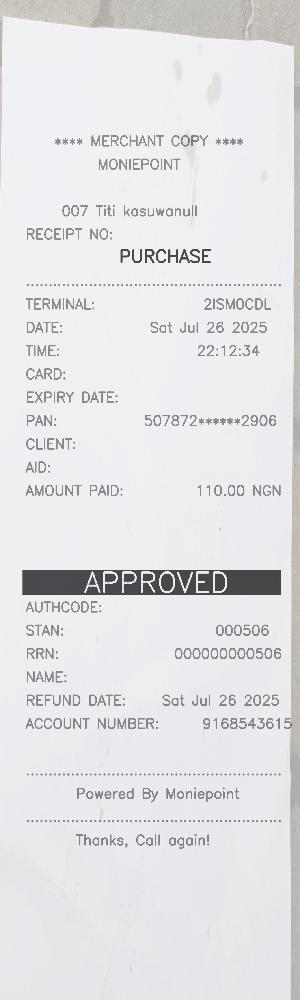 **** MERCHANT COPY ****
MONIEPOINT
007 Titi kasuwanull
RECEIPT NO:
PURCHASE
TERMINAL: 2ISM0CDL
DATE: Sat Jul 26 2025
TIME: 22:12:34
CARD:
EXPIRY DATE:
PAN: 507872******2906
CLIENT:
AID:
AMOUNT PAID: 110.00 NGN
APPROVED
AUTHCODE:
STAN: 000506
RRN: 000000000506
NAME:
REFUND DATE: Sat Jul 26 2025
ACCOUNT NUMBER: 9168543615
Powered By Moniepoint
Thanks, Call again!